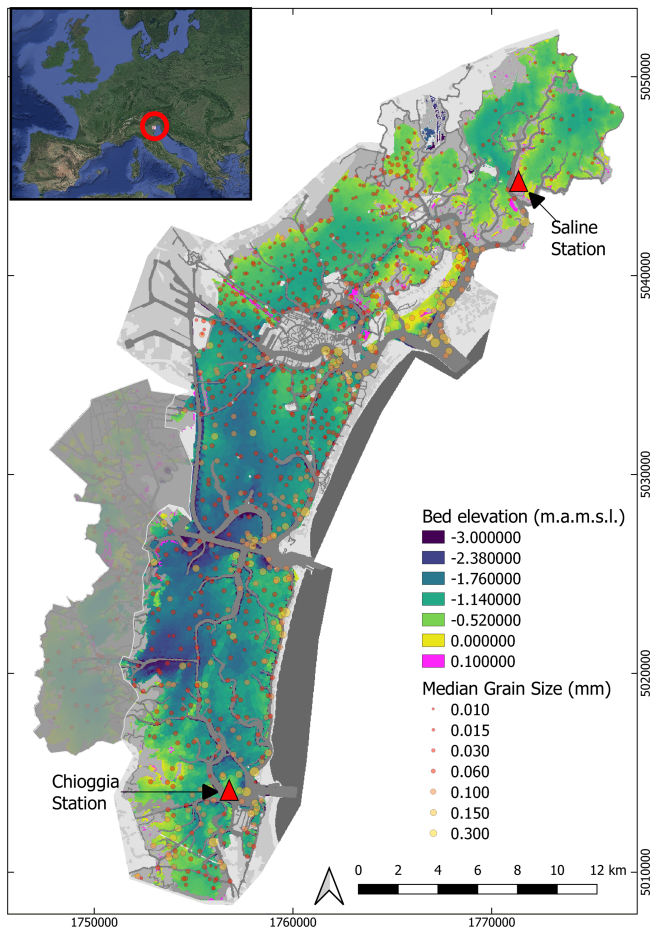 5050000
Saline
Station
5040000
5030000
Bed elevation (m.a.m.s.l.)
-3.000000
-2.380000
-1.760000
-1.140000
-0.520000
0.000000
0.100000
5020000
Median Grain Size (mm)
0.010
0.015
0.030
0.060
0.100
0.150
0.300
Chioggia
Station
0 2 4 6 8 10 12 km
5010000
1750000 1760000 1770000